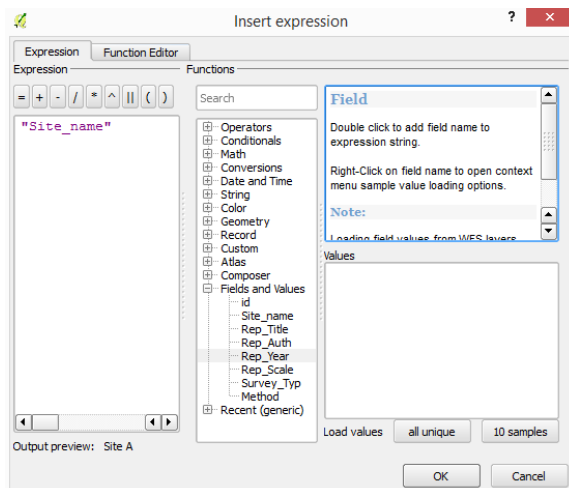 Insert expression
?
×
Expression
Function Editor
Expression
= + - / * ^ || ( )
"Site_name"
Output preview: Site A
Functions
Search
Operators
Conditionals
Math
Conversions
Date and Time
String
Color
Geometry
Record
Custom
Atlas
Composer
Fields and Values
id
Site_name
Rep_Title
Rep_Auth
Rep_Year
Rep_Scale
Survey_Typ
Method
Recent (generic)
Field
Double click to add field name to
expression string.
Right-Click on field name to open context
menu sample value loading options.
Note:
Loading field values from WFS layers
Values
Load values
all unique
10 samples
OK
Cancel